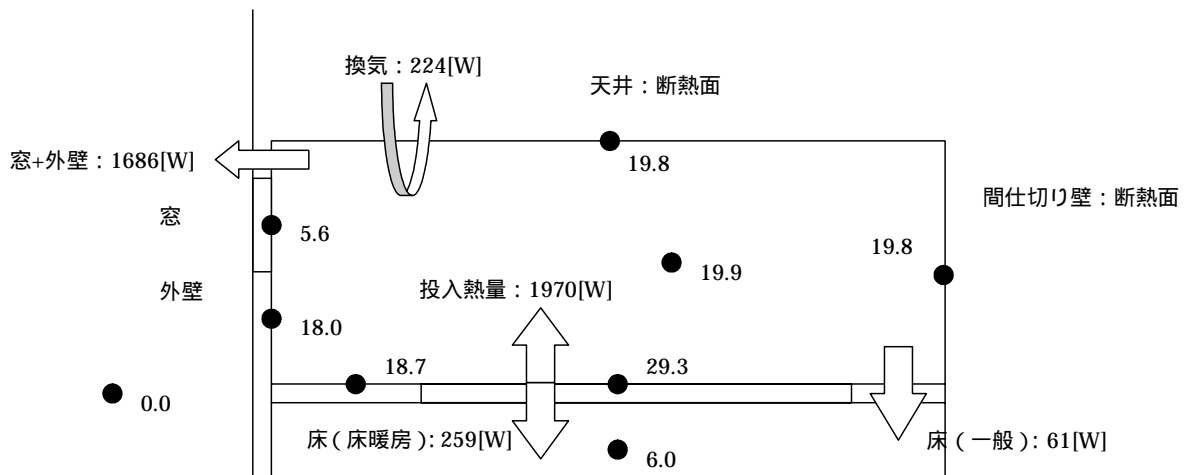 換気：224[W]
天井：断熱面
窓+外壁：1686[W]
19.8
間仕切り壁：断熱面
窓
5.6
19.8
19.9
外壁
投入熱量：1970[W]
18.0
18.7
29.3
0.0
床(床暖房): 259[W]
6.0
床(一般): 61[W]